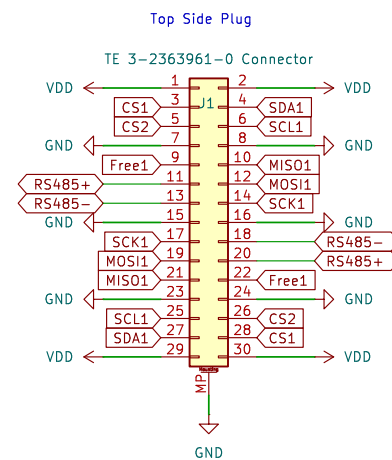 Top Side Plug
TE 3-2363961-0 Connector
J1
VDD 1 2 VDD
CS1 3 4 SDA1
CS2 5 6 SCL1
GND 7 8 GND
Free1 9 10 MISO1
RS485+ 11 12 MOSI1
RS485- 13 14 SCK1
GND 15 16 GND
SCK1 17 18 RS485-
MOSI1 19 20 RS485+
MISO1 21 22 Free1
GND 23 24 GND
SCL1 25 26 CS2
SDA1 27 28 CS1
VDD 29 30 VDD
Mounting
MP
GND